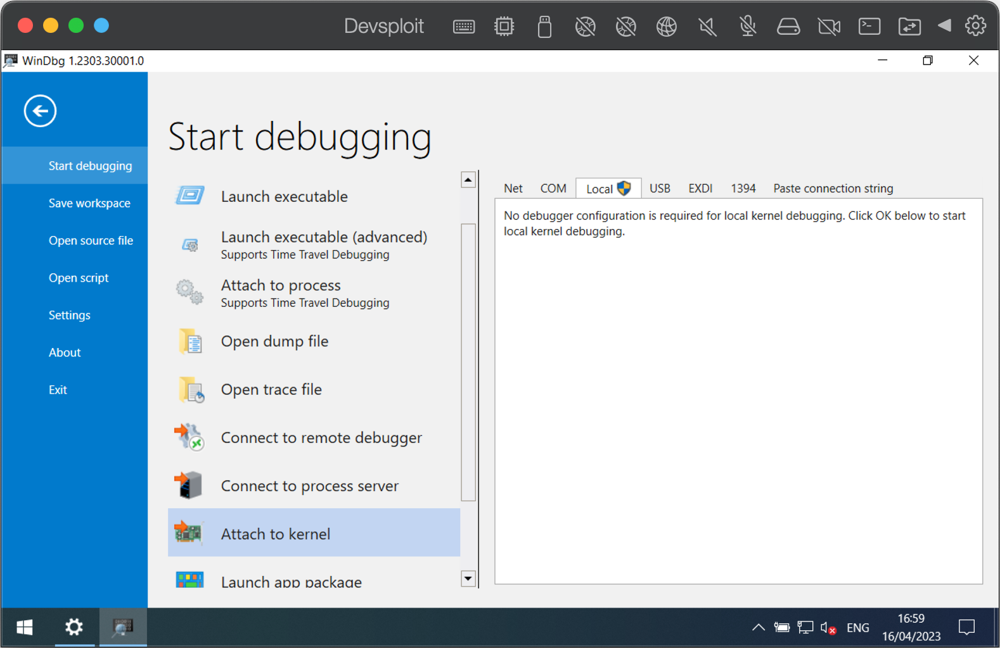 Devsploit
WinDbg 1.2303.30001.0
Start debugging
Save workspace
Open source file
Open script
Settings
About
Exit
Start debugging
Launch executable
Launch executable (advanced)
Supports Time Travel Debugging
Attach to process
Supports Time Travel Debugging
Open dump file
Open trace file
Connect to remote debugger
Connect to process server
Attach to kernel
Launch app package
Net COM Local USB EXDI 1394 Paste connection string
No debugger configuration is required for local kernel debugging. Click OK below to start
local kernel debugging.
ENG
16:59
16/04/2023